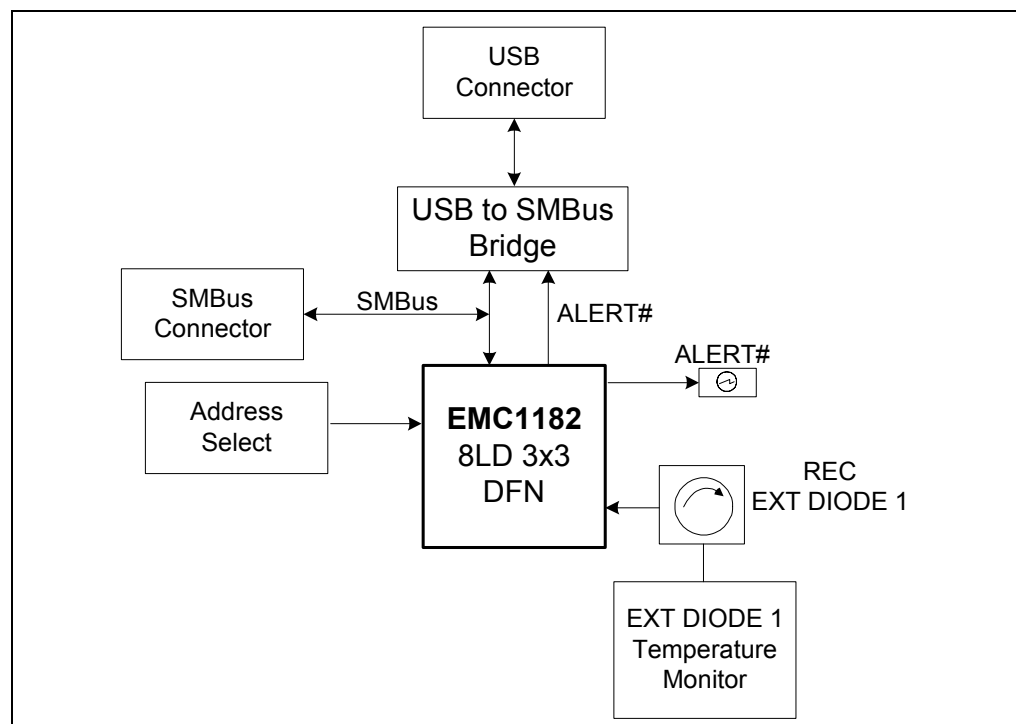 USB
Connector
USB to SMBus
Bridge
SMBus
Connector
SMBus
ALERT#
ALERT#
Address
Select
EMC1182
8LD 3x3
DFN
REC
EXT DIODE 1
EXT DIODE 1
Temperature
Monitor